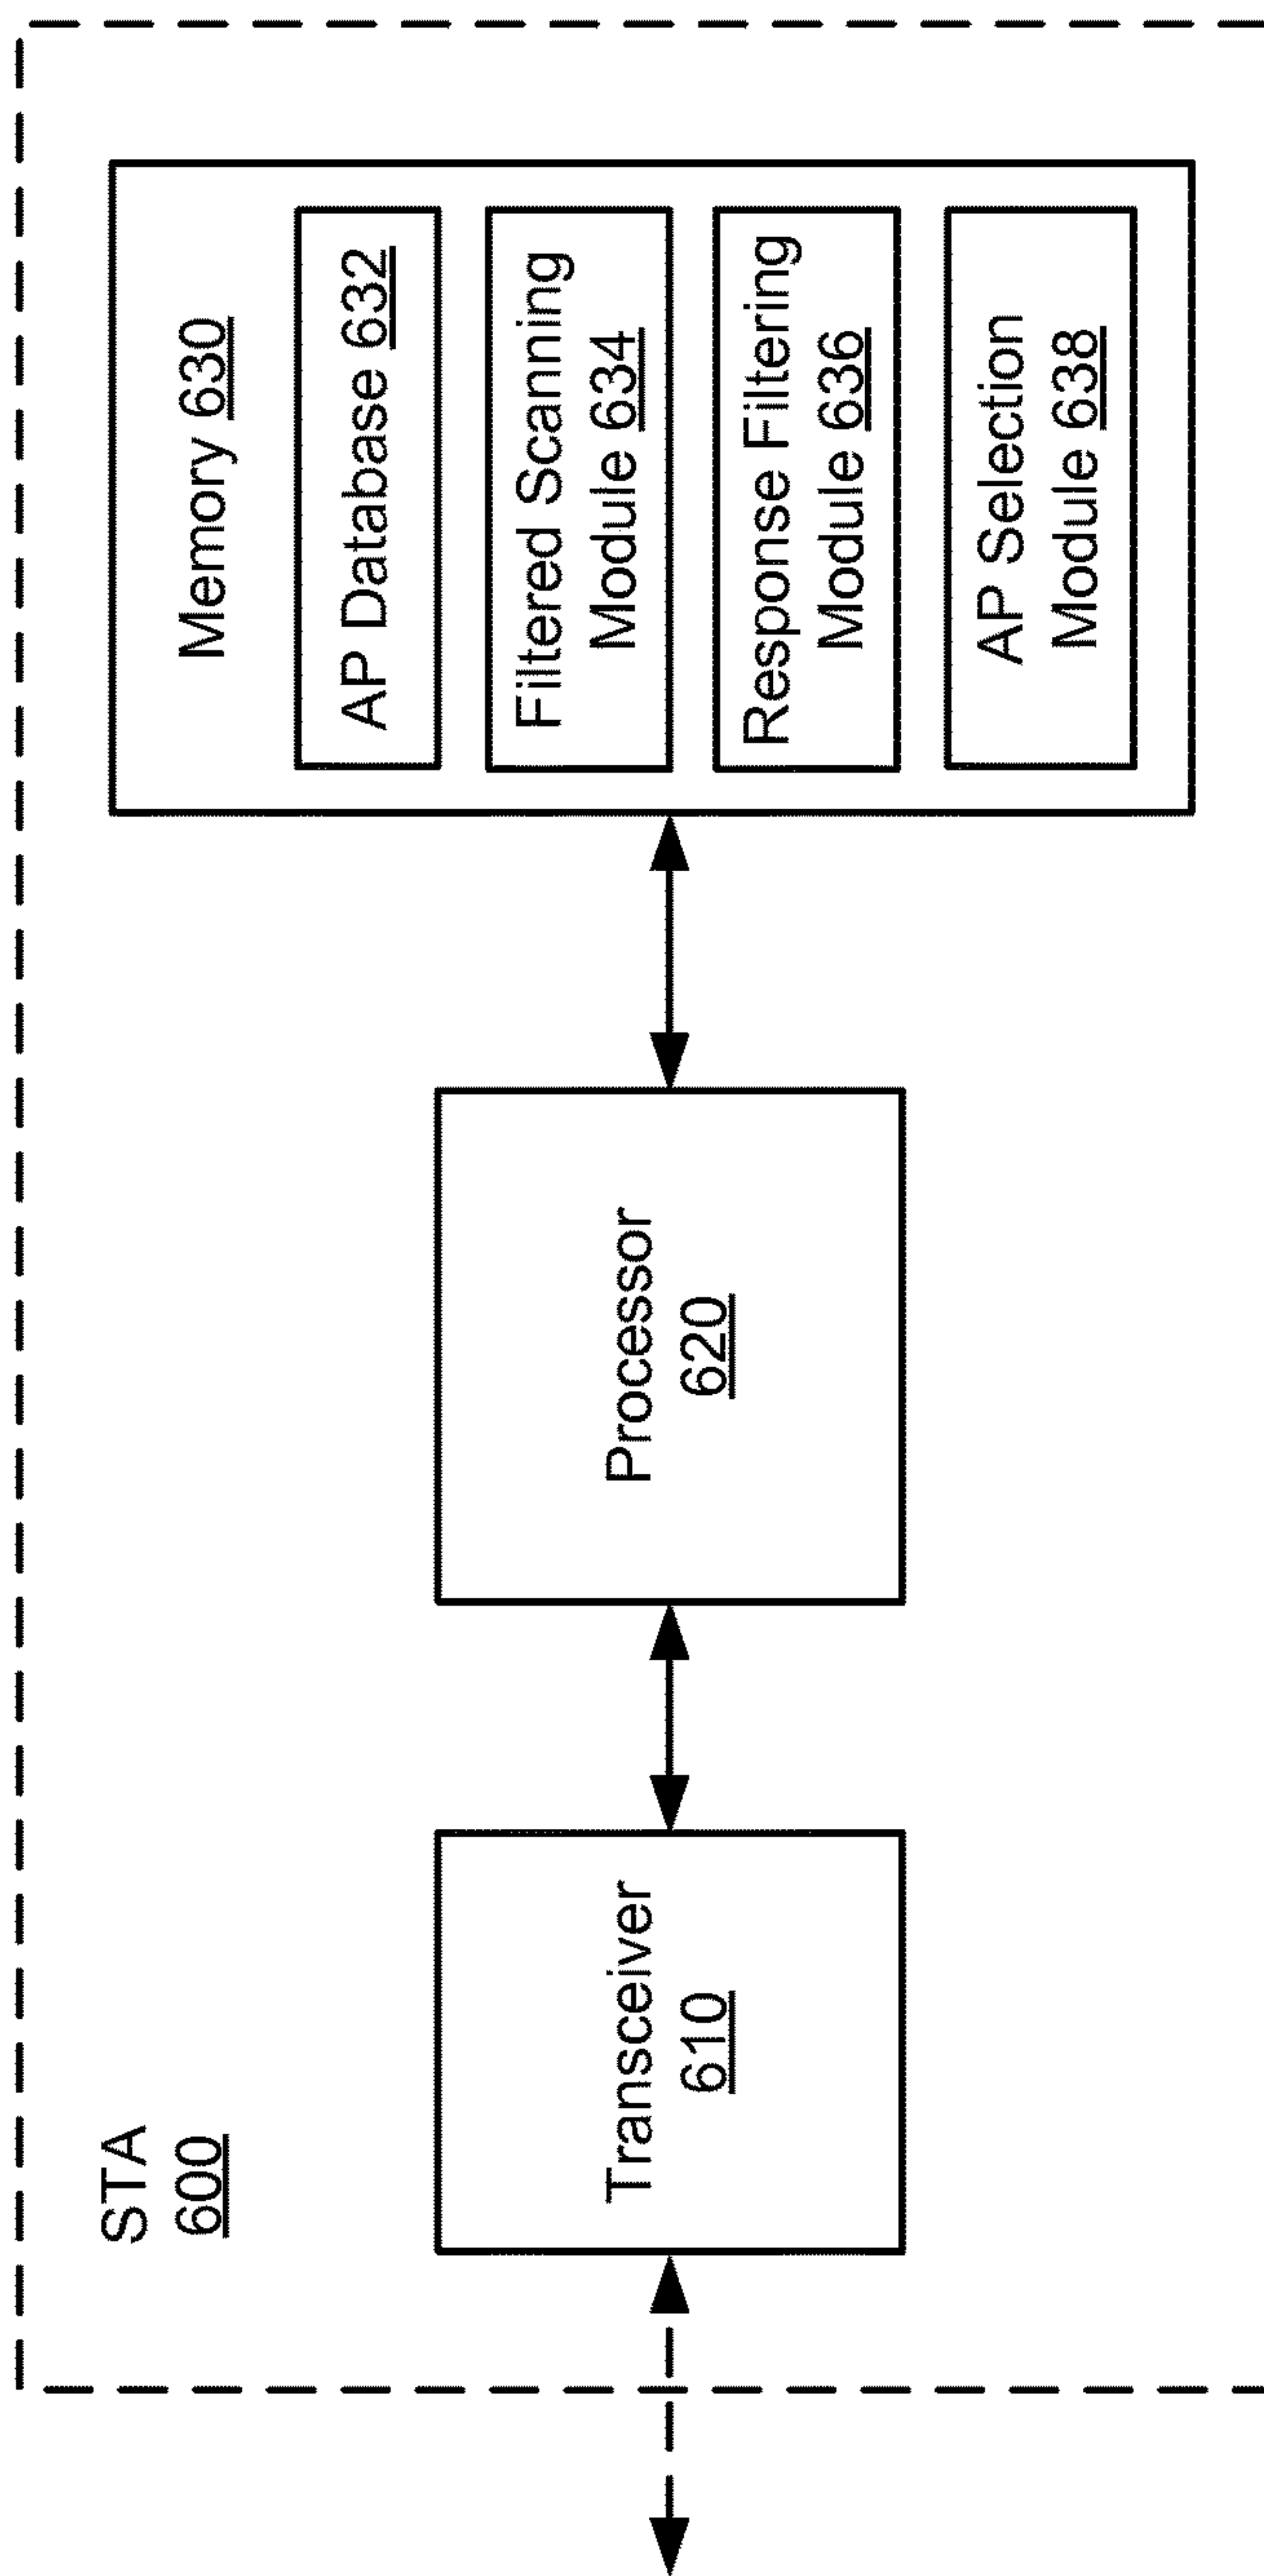 STA
600
Transceiver
610
Processor
620
Memory 630
AP Database 632
Filtered Scanning
Module 634
Response Filtering
Module 636
AP Selection
Module 638